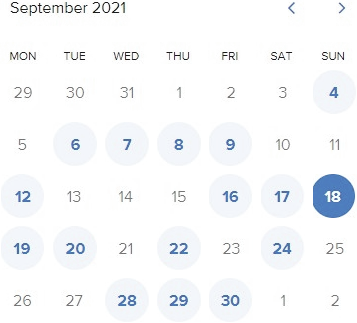 September 2021
MON TUE WED THU FRI SAT SUN
29 30 31 1 2 3 4
5 6 7 8 9 10 11
12 13 14 15 16 17 18
19 20 21 22 23 24 25
26 27 28 29 30 1 2